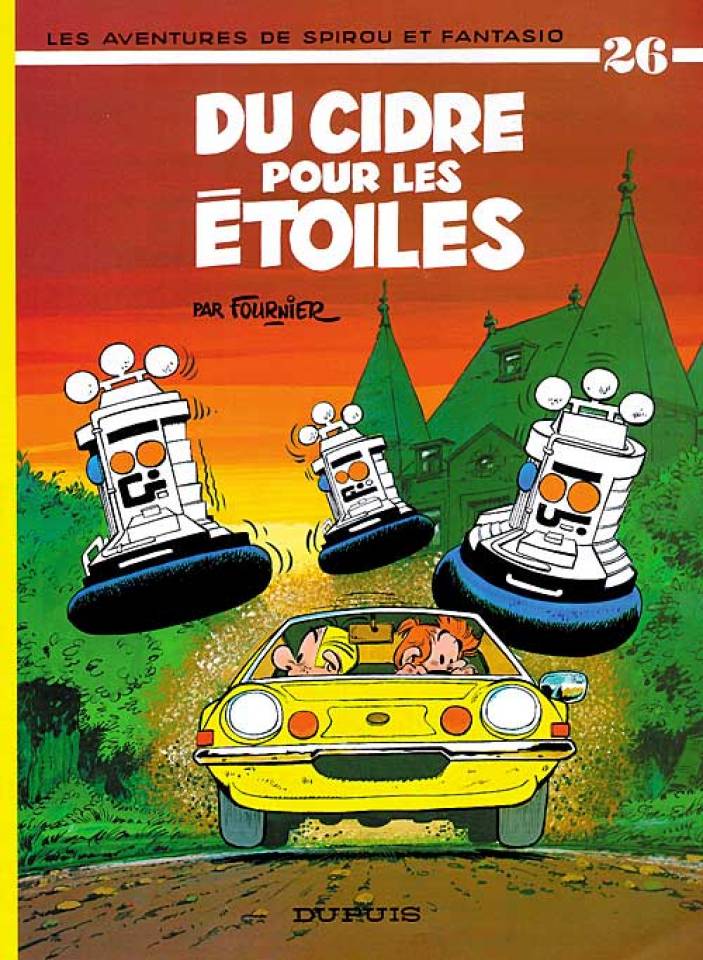 LES AVENTURES DE SPIROU ET FANTASIO
26
DU CIDRE
POUR LES
ÉTOILES
PAR FOURNIER
DUPUIS